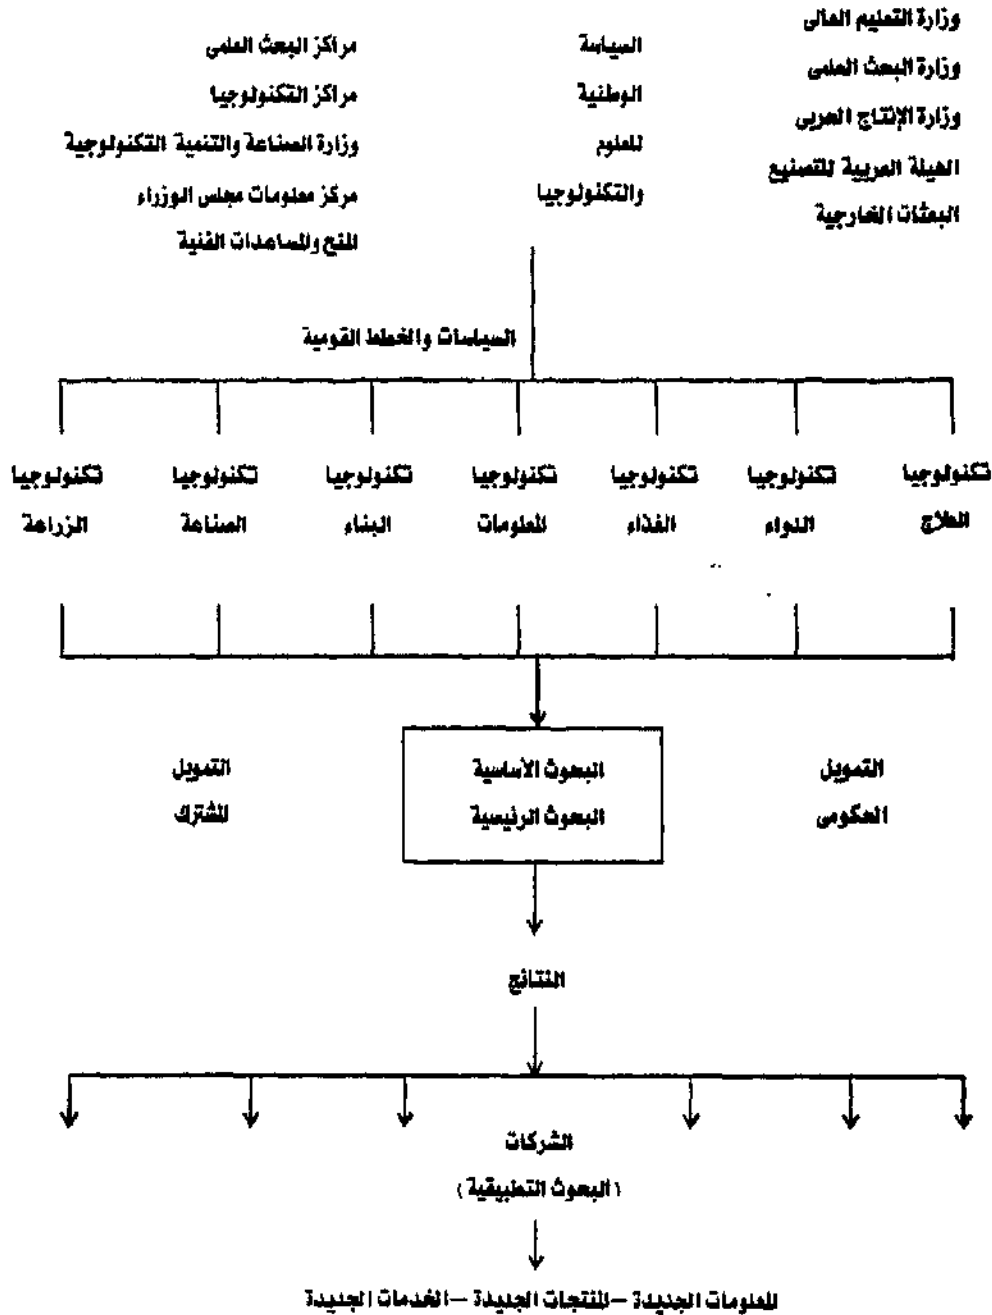 وزارة التعليم العالى
وزارة البحث العلمى
وزارة الإنتاج الحربى
الهيئة العربية للتصنيع
البعثات الخارجية
السياسة
الوطنية
للعلوم
والتكنولوجيا
مراكز البحث العلمى
مراكز التكنولوجيا
وزارة الصناعة والتنمية التكنولوجية
مركز معلومات مجلس الوزراء
المنح والمساعدات الفنية
السياسات والخطط القومية
تكنولوجيا
العلاج
تكنولوجيا
الدواء
تكنولوجيا
الغذاء
تكنولوجيا
المعلومات
تكنولوجيا
البناء
تكنولوجيا
الصناعة
تكنولوجيا
الزراعة
التمويل
الحكومى
البحوث الأساسية
البحوث الرئيسية
التمويل
المشترك
النتائج
الشركات
(البحوث التطبيقية)
المعلومات الجديدة – المنتجات الجديدة – الخدمات الجديدة